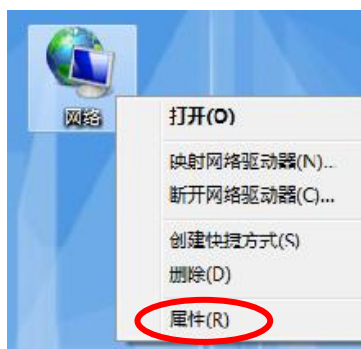 网络
打开(O)
映射网络驱动器(N)...
断开网络驱动器(C)...
创建快捷方式(S)
删除(D)
属性(R)